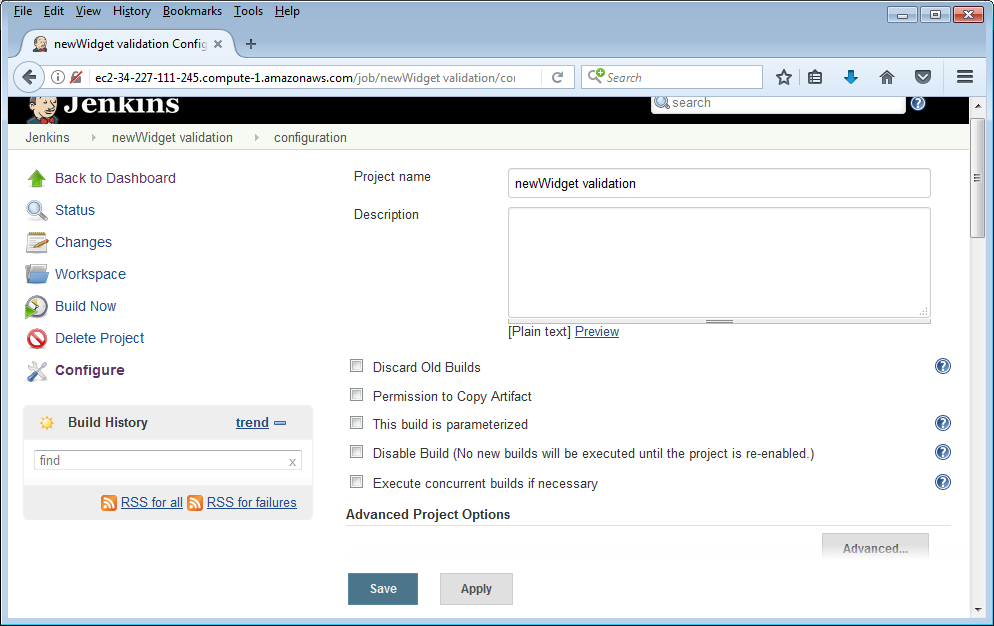 File Edit View History Bookmarks Tools Help
newWidget validation Config
ec2-34-227-111-245.compute-1.amazonaws.com/job/newWidget validation/co
Search
Jenkins
search
Jenkins newWidget validation configuration
Back to Dashboard
Status
Changes
Workspace
Build Now
Delete Project
Configure
Build History trend
find x
RSS for all RSS for failures
Project name newWidget validation
Description
[Plain text] Preview
Discard Old Builds
Permission to Copy Artifact
This build is parameterized
Disable Build (No new builds will be executed until the project is re-enabled.)
Execute concurrent builds if necessary
Advanced Project Options
Advanced...
Save Apply